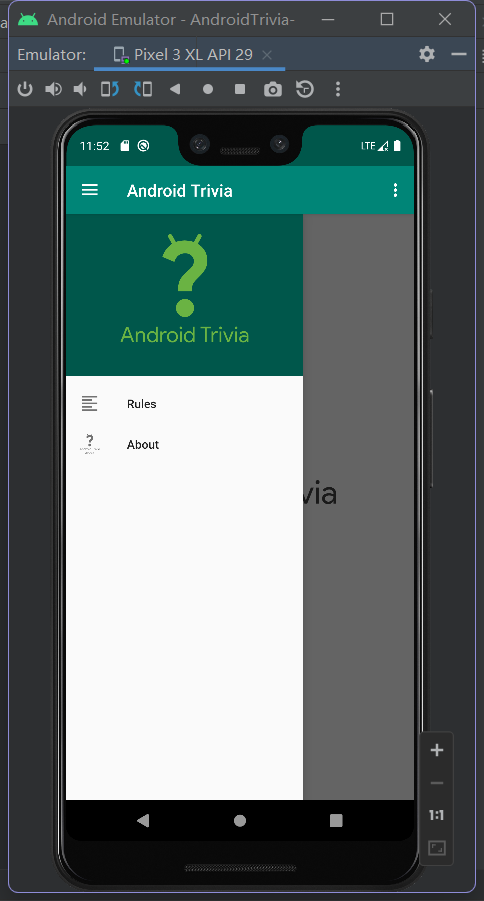 Android Emulator - AndroidTrivia-
Emulator: Pixel 3 XL API 29
11:52 LTE
Android Trivia
Android Trivia
Rules
About
via
1:1